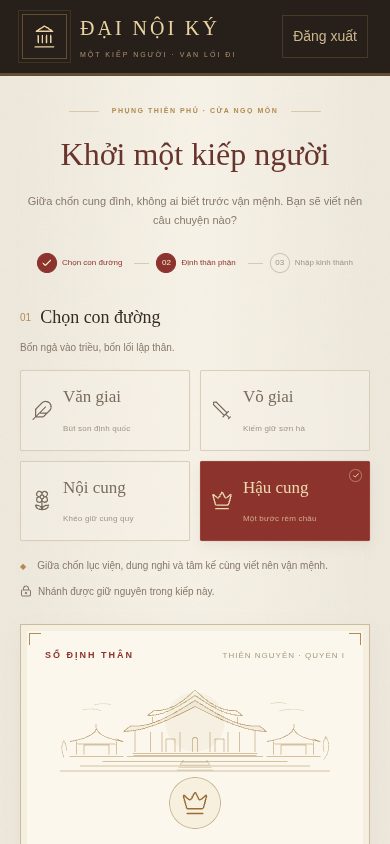 ĐẠI NỘI KÝ
MỘT KIẾP NGƯỜI · VẠN LỐI ĐI
Đăng xuất
PHỤNG THIÊN PHỦ · CỬA NGỌ MÔN
Khởi một kiếp người
Giữa chốn cung đình, không ai biết trước vận mệnh. Bạn sẽ viết nên
câu chuyện nào?
Chọn con đường
02 Định thân phận
03 Nhập kinh thành
01 Chọn con đường
Bốn ngả vào triều, bốn lối lập thân.
Văn giai
Bút son định quốc
Võ giai
Kiếm giữ sơn hà
Nội cung
Khéo giữ cung quy
Hậu cung
Một bước rèm châu
Giữa chốn lục viện, dung nghi và tâm kế cùng viết nên vận mệnh.
Nhánh được giữ nguyên trong kiếp này.
SỔ ĐỊNH THÂN
THIÊN NGUYÊN · QUYỂN I